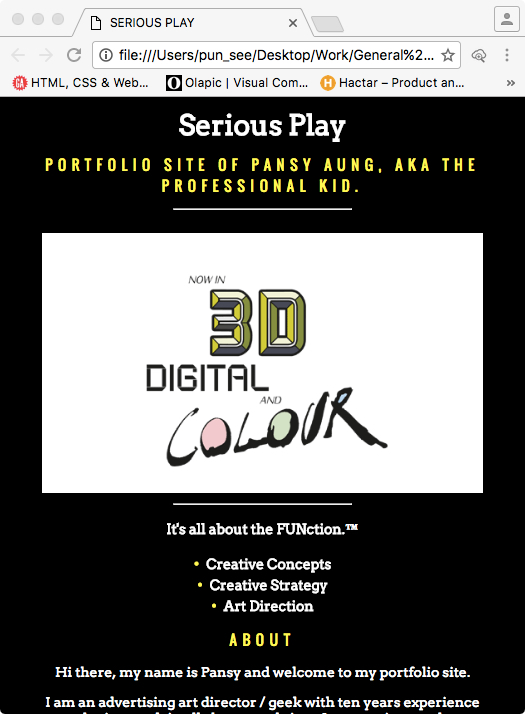 SERIOUS PLAY
file:///Users/pun_see/Desktop/Work/General%2...
HTML, CSS & Web...
Olapic | Visual Com...
Hactar – Product an...
»
Serious Play
PORTFOLIO SITE OF PANSY AUNG, AKA THE
PROFESSIONAL KID.
NOW IN
3D
DIGITAL
AND
COLOUR
It's all about the FUNction.™
• Creative Concepts
• Creative Strategy
• Art Direction
ABOUT
Hi there, my name is Pansy and welcome to my portfolio site.
I am an advertising art director / geek with ten years experience